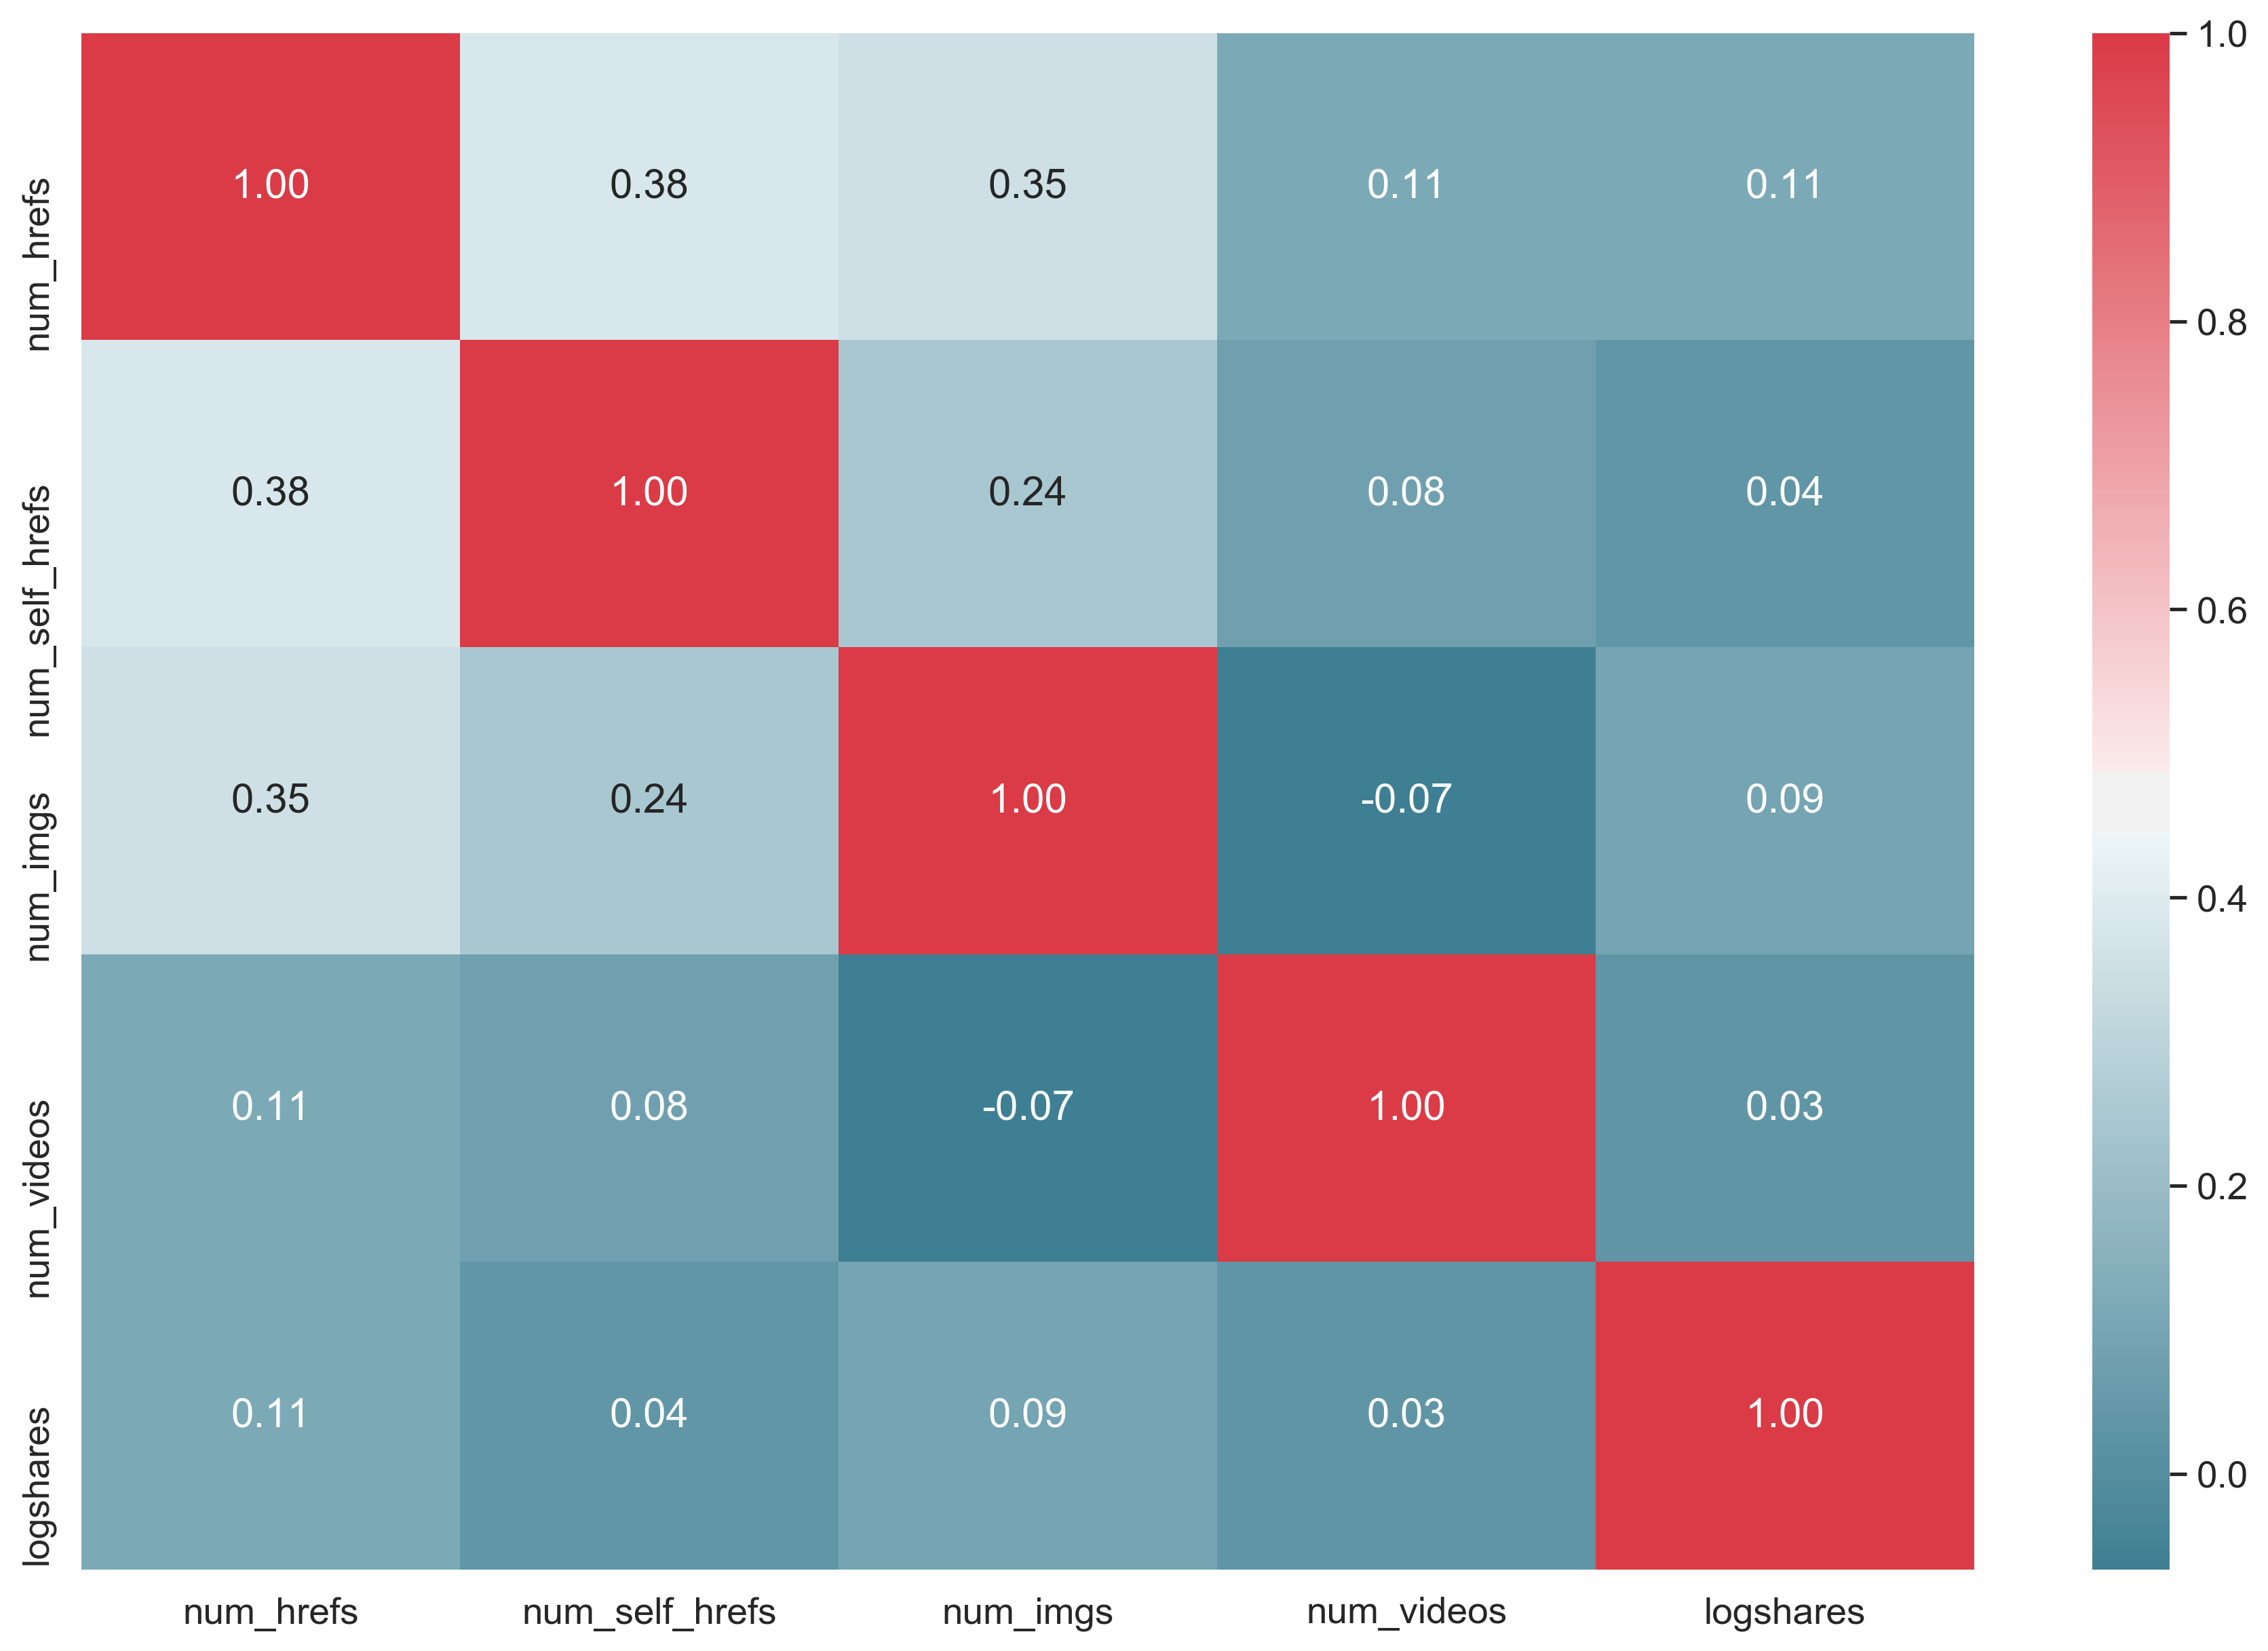 num_hrefs 1.00 0.38 0.35 0.11 0.11
num_self_hrefs 0.38 1.00 0.24 0.08 0.04
num_imgs 0.35 0.24 1.00 -0.07 0.09
num_videos 0.11 0.08 -0.07 1.00 0.03
logshares 0.11 0.04 0.09 0.03 1.00
num_hrefs num_self_hrefs num_imgs num_videos logshares
1.0
0.8
0.6
0.4
0.2
0.0